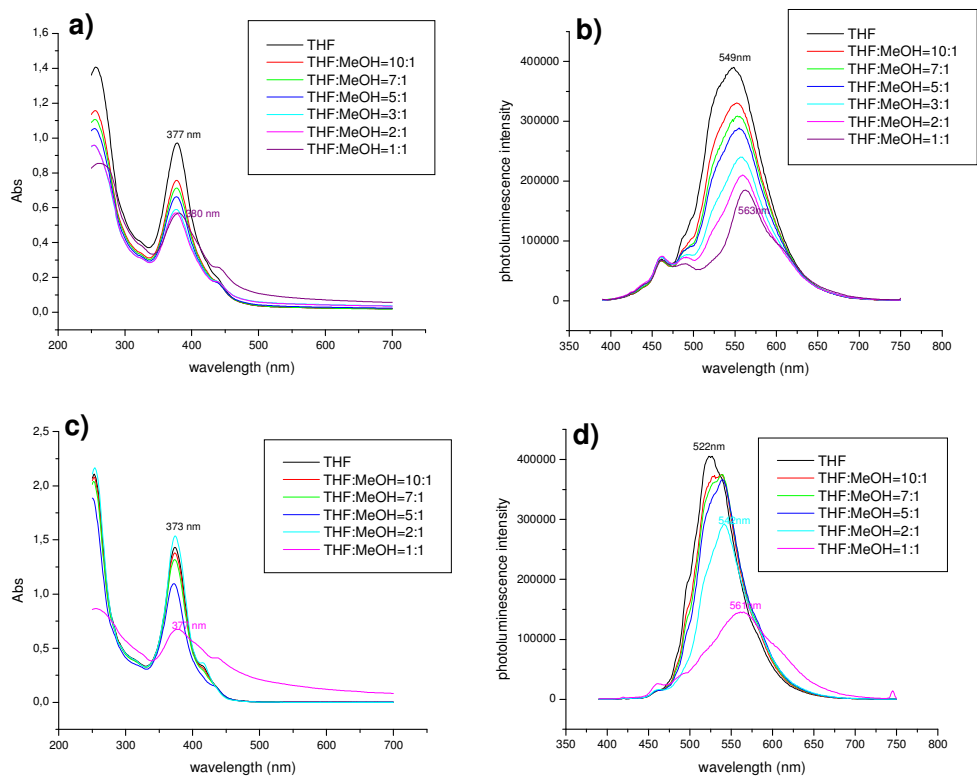 a)
1,6
1,4
1,2
1,0
0,8
0,6
0,4
0,2
0,0
Abs
200 300 400 500 600 700
wavelength (nm)
377 nm
380 nm
THF
THF:MeOH=10:1
THF:MeOH=7:1
THF:MeOH=5:1
THF:MeOH=3:1
THF:MeOH=2:1
THF:MeOH=1:1
b)
400000
300000
200000
100000
0
photoluminescence intensity
350 400 450 500 550 600 650 700 750 800
wavelength (nm)
549nm
563nm
THF
THF:MeOH=10:1
THF:MeOH=7:1
THF:MeOH=5:1
THF:MeOH=3:1
THF:MeOH=2:1
THF:MeOH=1:1
c)
2,5
2,0
1,5
1,0
0,5
0,0
Abs
200 300 400 500 600 700
wavelength (nm)
373 nm
377 nm
THF
THF:MeOH=10:1
THF:MeOH=7:1
THF:MeOH=5:1
THF:MeOH=2:1
THF:MeOH=1:1
d)
400000
300000
200000
100000
0
photoluminescence intensity
350 400 450 500 550 600 650 700 750 800
wavelength (nm)
522nm
542nm
561nm
THF
THF:MeOH=10:1
THF:MeOH=7:1
THF:MeOH=5:1
THF:MeOH=2:1
THF:MeOH=1:1